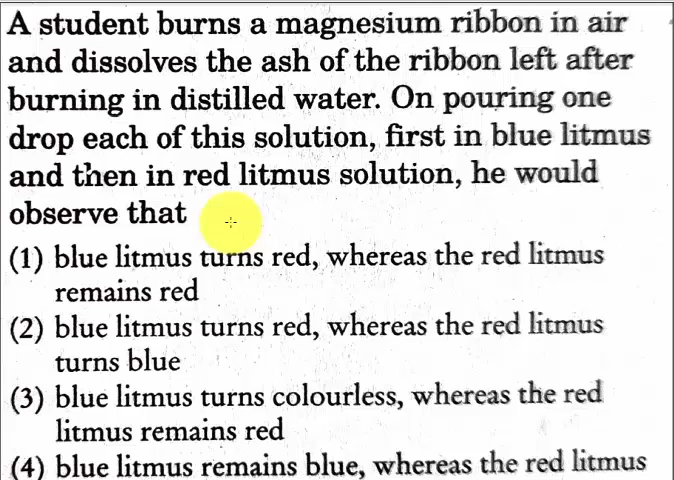 A student burns a magnesium ribbon in air
and dissolves the ash of the ribbon left after
burning in distilled water. On pouring one
drop each of this solution, first in blue litmus
and then in red litmus solution, he would
observe that
(1) blue litmus turns red, whereas the red litmus
remains red
(2) blue litmus turns red, whereas the red litmus
turns blue
(3) blue litmus turns colourless, whereas the red
litmus remains red
(4) blue litmus remains blue, whereas the red litmus